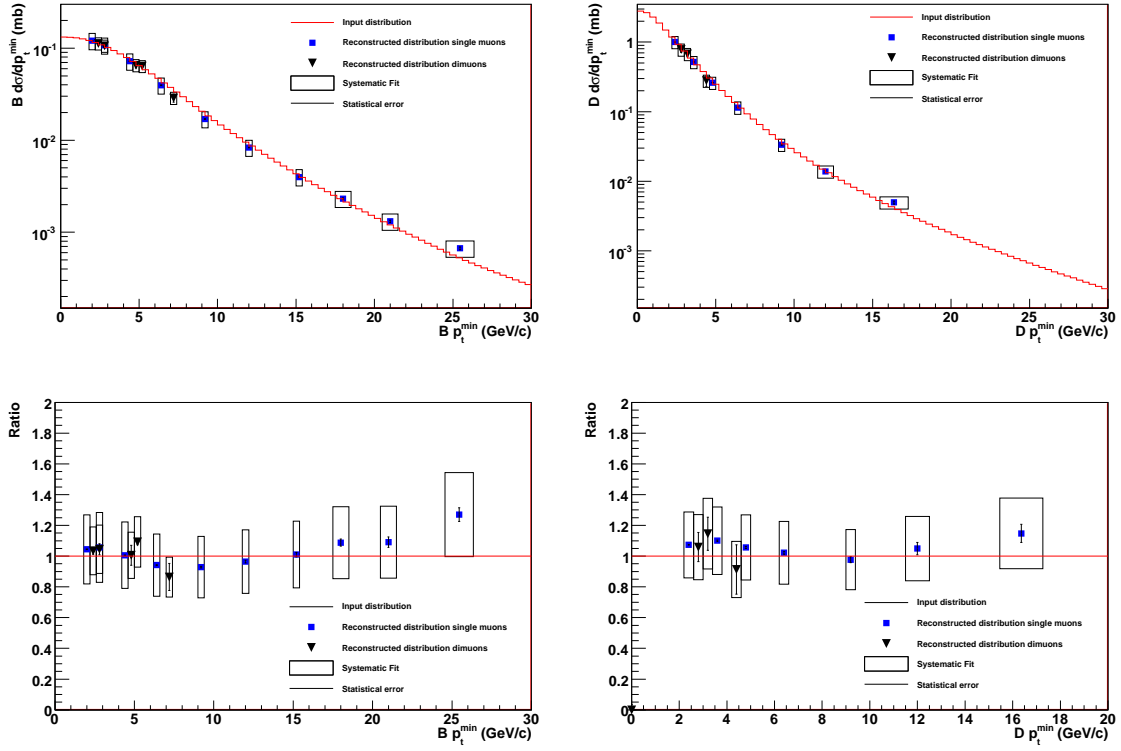 B dσ/dp_t^min (mb)
10^-1
10^-2
10^-3
0 5 10 15 20 25 30
B p_t^min (GeV/c)
Input distribution
Reconstructed distribution single muons
Reconstructed distribution dimuons
Systematic Fit
Statistical error
D dσ/dp_t^min (mb)
1
10^-1
10^-2
10^-3
0 5 10 15 20 25 30
D p_t^min (GeV/c)
Input distribution
Reconstructed distribution single muons
Reconstructed distribution dimuons
Systematic Fit
Statistical error
Ratio
2
1.8
1.6
1.4
1.2
1
0.8
0.6
0.4
0.2
0
0 5 10 15 20 25 30
B p_t^min (GeV/c)
Input distribution
Reconstructed distribution single muons
Reconstructed distribution dimuons
Systematic Fit
Statistical error
Ratio
2
1.8
1.6
1.4
1.2
1
0.8
0.6
0.4
0.2
0
0 2 4 6 8 10 12 14 16 18 20
D p_t^min (GeV/c)
Input distribution
Reconstructed distribution single muons
Reconstructed distribution dimuons
Systematic Fit
Statistical error